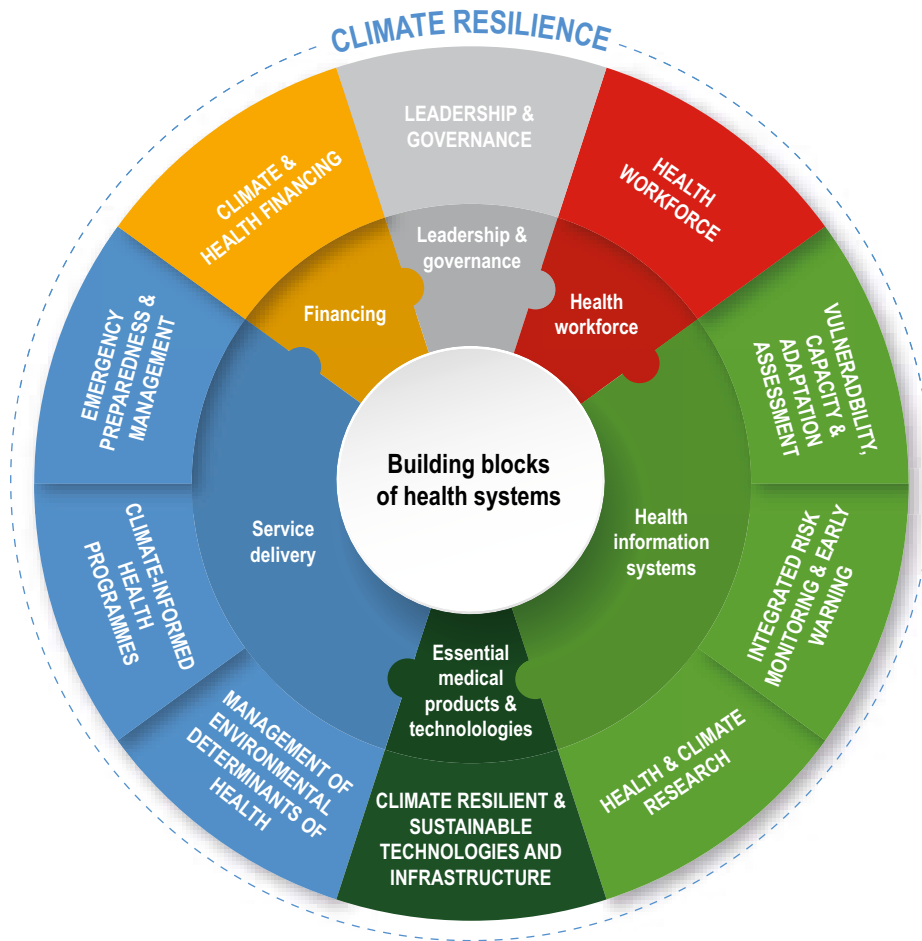 CLIMATE RESILIENCE
LEADERSHIP &
GOVERNANCE
HEALTH
WORKFORCE
VULNERADBILITY,
CAPACITY &
ADAPTATION
ASSESSMENT
INTEGRATED RISK
MONITORING & EARLY
WARNING
HEALTH & CLIMATE
RESEARCH
CLIMATE RESILIENT &
SUSTAINABLE
TECHNOLOGIES AND
INFRASTRUCTURE
MANAGEMENT OF
ENVIRONMENTAL
DETERMINANTS OF
HEALTH
CLIMATE-INFORMED
HEALTH
PROGRAMMES
EMERGENCY
PREPAREDNESS &
MANAGEMENT
CLIMATE &
HEALTH FINANCING
Leadership &
governance
Health
workforce
Health
information
systems
Essential
medical
products &
technolologies
Service
delivery
Financing
Building blocks
of health systems